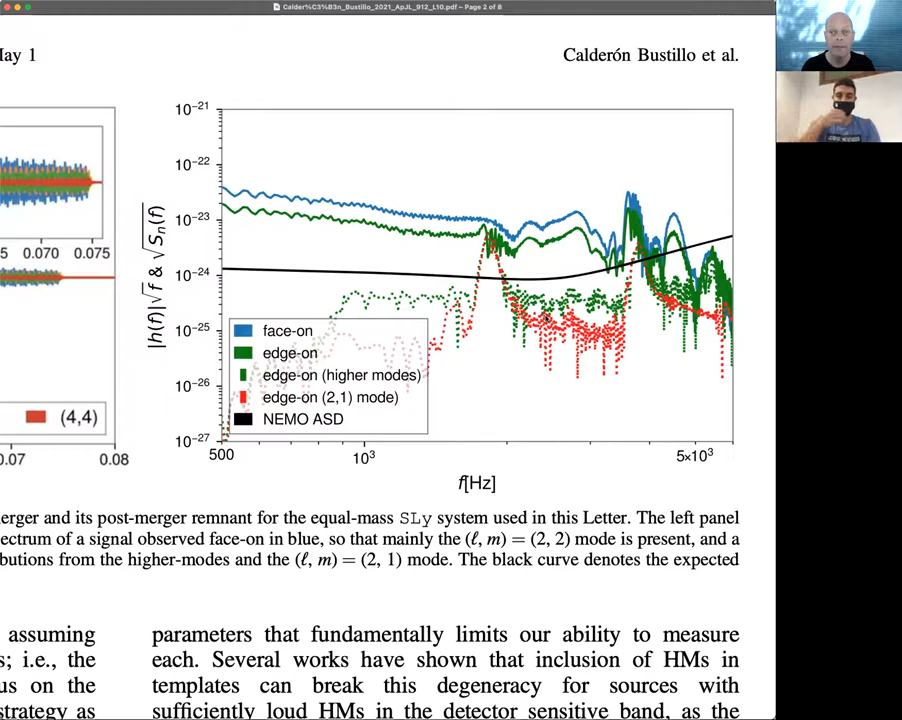 Calder%C3%B3n_Bustillo_2021_ApJL_912_L10.pdf – Page 2 of 8
May 1
Calderón Bustillo et al.
0.070
0.075
(4,4)
0.07
0.08
10⁻²¹
10⁻²²
10⁻²³
10⁻²⁴
10⁻²⁵
10⁻²⁶
10⁻²⁷
|h(f)|√f & √Sₙ(f)
face-on
edge-on
edge-on (higher modes)
edge-on (2,1) mode)
NEMO ASD
500
10³
5×10³
f[Hz]
erger and its post-merger remnant for the equal-mass SLy system used in this Letter. The left panel
ectrum of a signal observed face-on in blue, so that mainly the (ℓ, m) = (2, 2) mode is present, and a
butions from the higher-modes and the (ℓ, m) = (2, 1) mode. The black curve denotes the expected
assuming
s; i.e., the
us on the
strategy as
parameters that fundamentally limits our ability to measure
each. Several works have shown that inclusion of HMs in
templates can break this degeneracy for sources with
sufficiently loud HMs in the detector sensitive band, as the